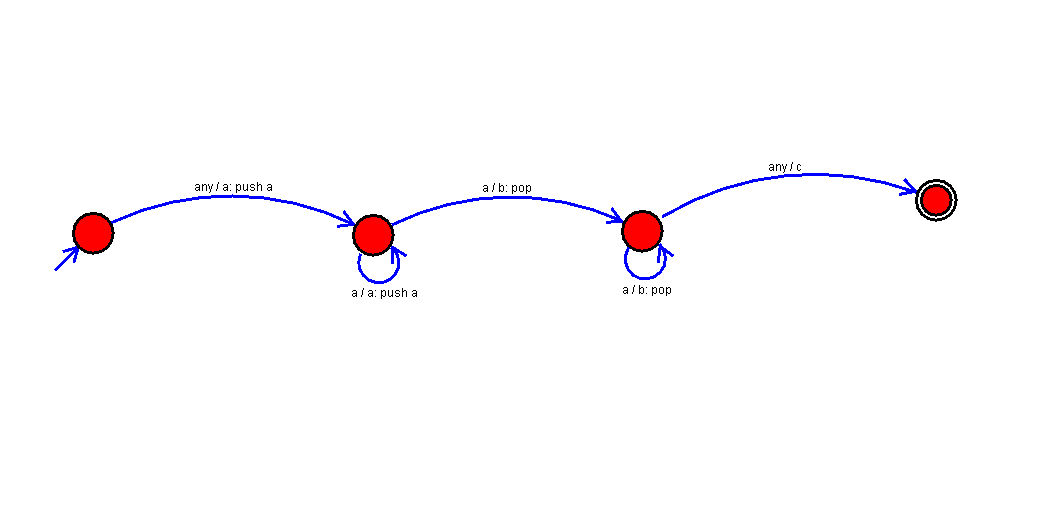 any / a: push a
a / b: pop
any / c
a / a: push a
a / b: pop